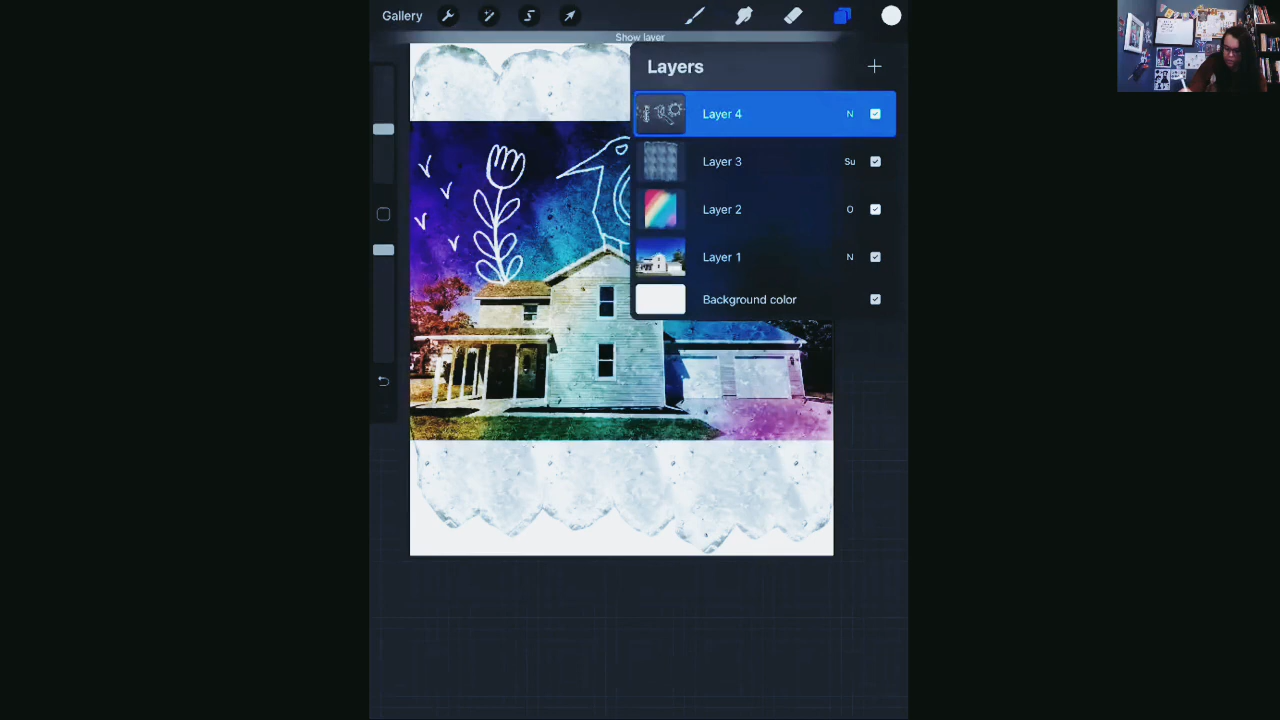 Gallery
Show layer
Layers
Layer 4 N
Layer 3 Su
Layer 2 O
Layer 1 N
Background color